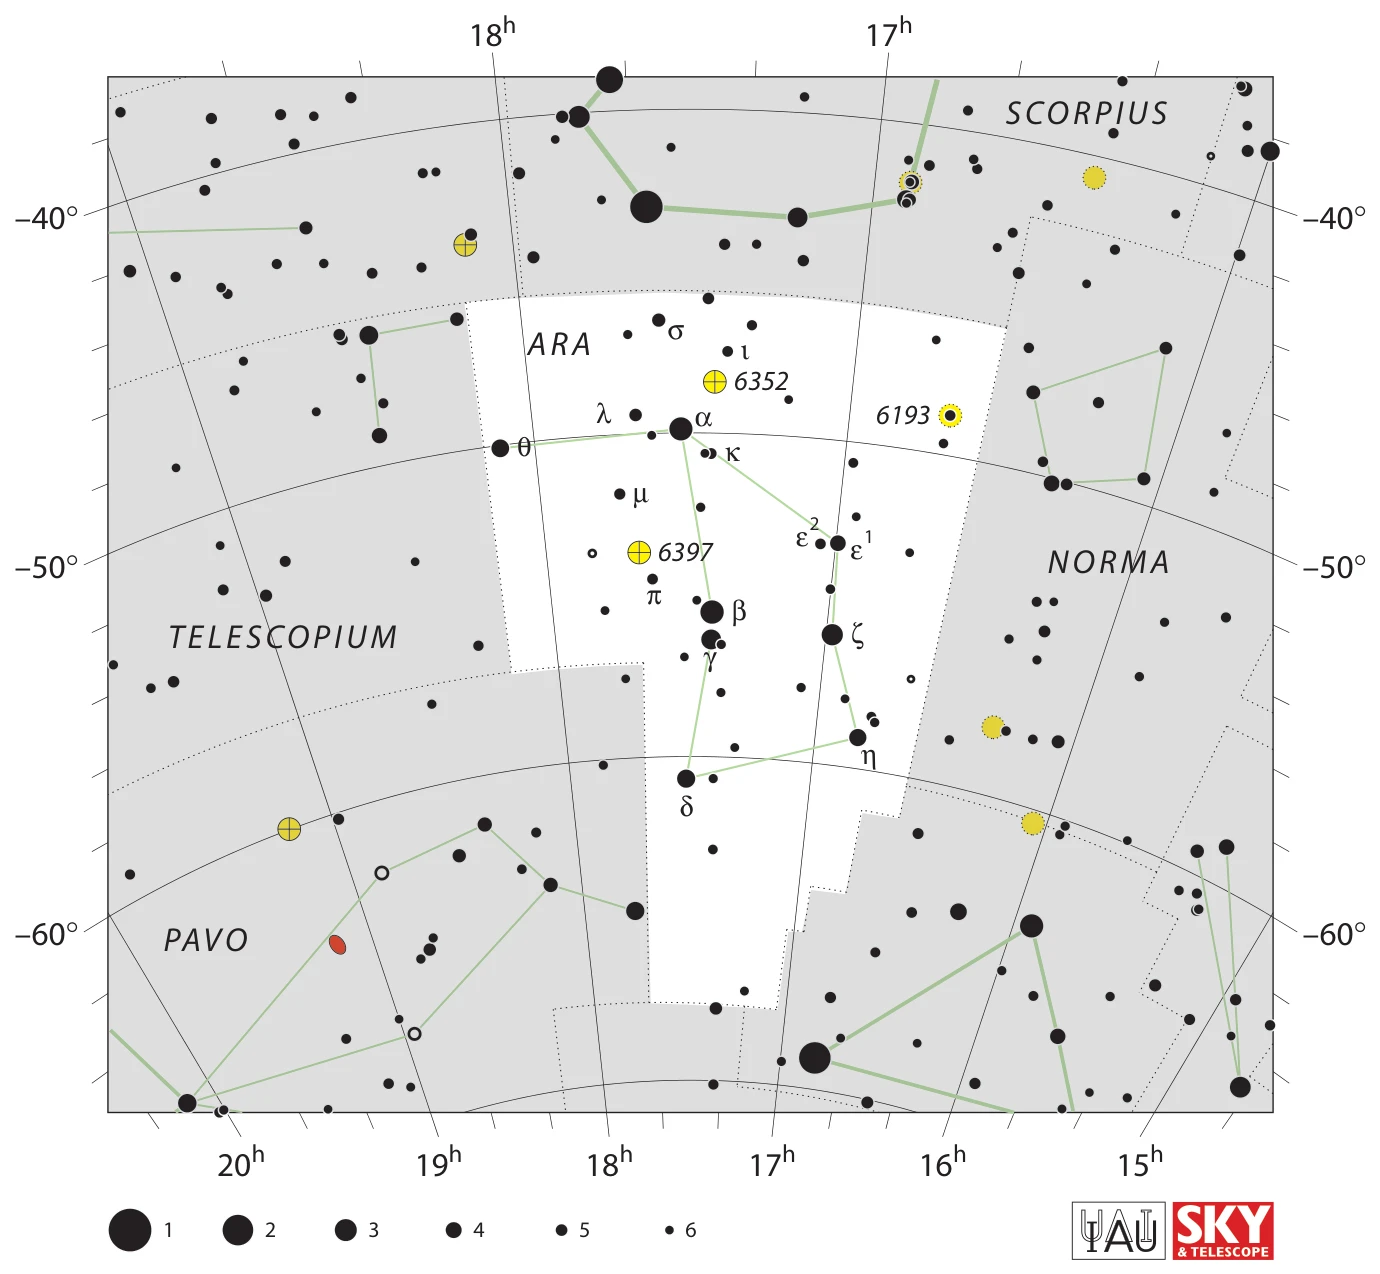 18h 17h
SCORPIUS
–40° –40°
ARA
σ
ι
6352
λ α 6193
θ κ
μ
ε2 ε1
6397
–50° NORMA –50°
π
β
TELESCOPIUM ζ
γ
η
δ
–60° PAVO –60°
20h 19h 18h 17h 16h 15h
1 2 3 4 5 6
IAU SKY
& TELESCOPE